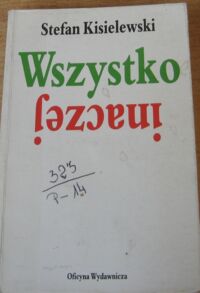 Stefan Kisielewski
Wszystko
inaczej
323
P-14
Oficyna Wydawnicza